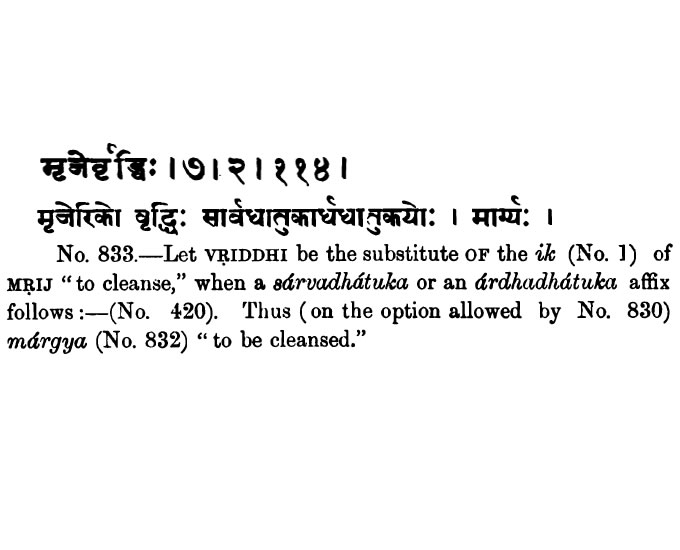 मृजेर्वृद्धिः । ७। २। ११४ ।
मृजेरिको वृद्धिः सार्वधातुकार्धधातुकयोः । मार्ग्यः ।
No. 833.—Let VṚIDDHI be the substitute OF the ik (No. 1) of
MṚIJ “to cleanse,” when a sárvadhátuka or an árdhadhátuka affix
follows:—(No. 420). Thus (on the option allowed by No. 830)
márgya (No. 832) “to be cleansed.”